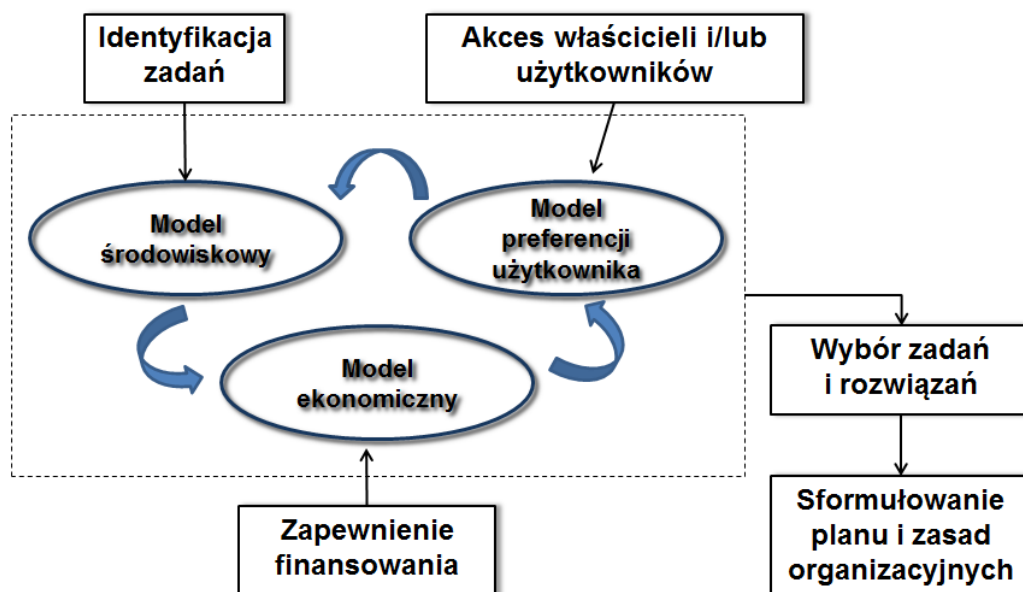 Identyfikacja
zadań
Akces właścicieli i/lub
użytkowników
Model
środowiskowy
Model
preferencji
użytkownika
Model
ekonomiczny
Zapewnienie
finansowania
Wybór zadań
i rozwiązań
Sformułowanie
planu i zasad
organizacyjnych